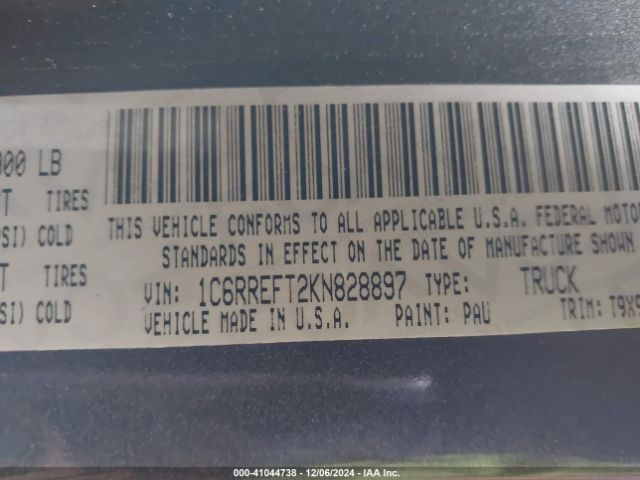 000 LB
TIRES
SI) COLD
TIRES
SI) COLD
THIS VEHICLE CONFORMS TO ALL APPLICABLE U.S.A. FEDERAL MOTOR
STANDARDS IN EFFECT ON THE DATE OF MANUFACTURE SHOWN
VIN: 1C6RREFT2KN828897 TYPE: TRUCK
VEHICLE MADE IN U.S.A. PAINT: PAU TRIM: T9X9
000-41044738 - 12/06/2024 - IAA Inc.